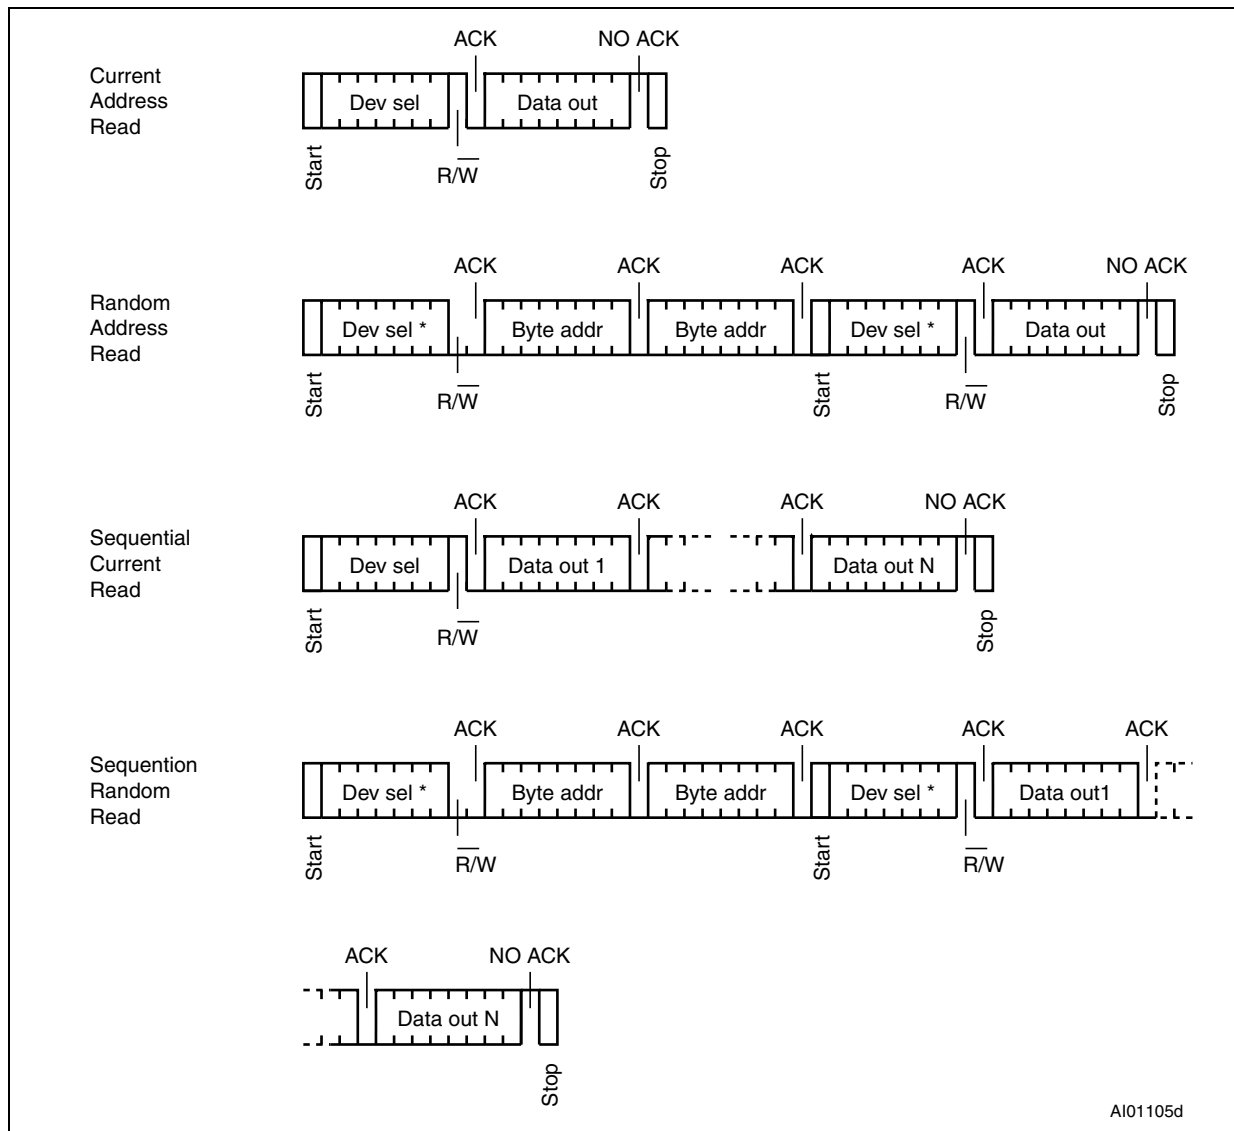 ACK NO ACK
Current
Address
Read
Dev sel Data out
Start R/W̅ Stop
ACK ACK ACK ACK NO ACK
Random
Address
Read
Dev sel * Byte addr Byte addr Dev sel * Data out
Start R/W̅ Start R/W̅ Stop
ACK ACK ACK NO ACK
Sequential
Current
Read
Dev sel Data out 1 Data out N
Start R/W̅ Stop
ACK ACK ACK ACK ACK
Sequention
Random
Read
Dev sel * Byte addr Byte addr Dev sel * Data out1
Start R̅/W Start R̅/W
ACK NO ACK
Data out N
Stop
AI01105d